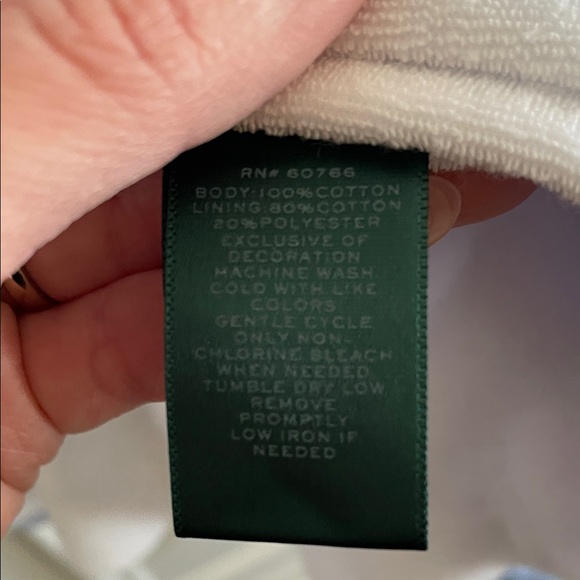 RN# 60766
BODY:100%COTTON
LINING:80%COTTON
20%POLYESTER
EXCLUSIVE OF
DECORATION
MACHINE WASH
COLD WITH LIKE
COLORS
GENTLE CYCLE
ONLY NON-
CHLORINE BLEACH
WHEN NEEDED
TUMBLE DRY LOW
REMOVE
PROMPTLY
LOW IRON IF
NEEDED